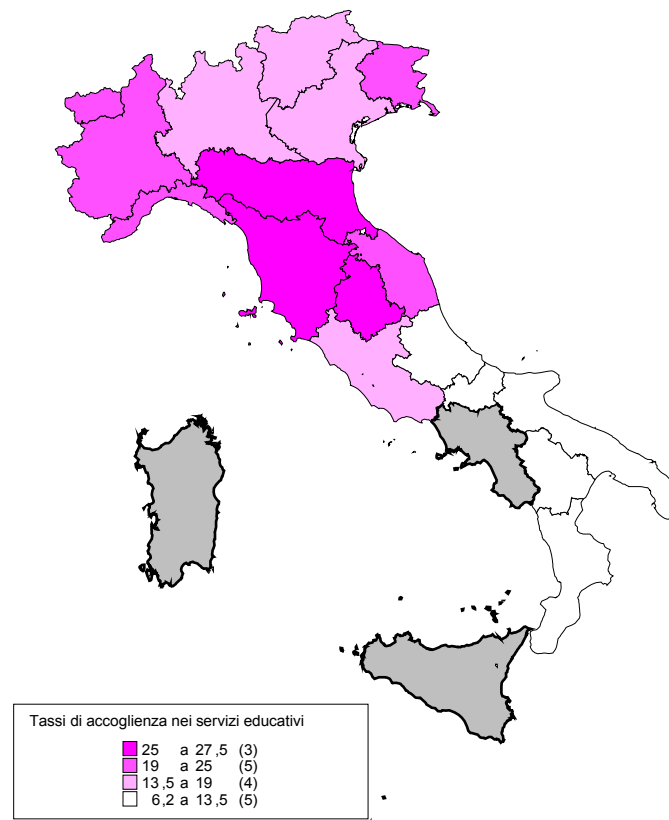 Tassi di accoglienza nei servizi educativi
25 a 27,5 (3)
19 a 25 (5)
13,5 a 19 (4)
6,2 a 13,5 (5)